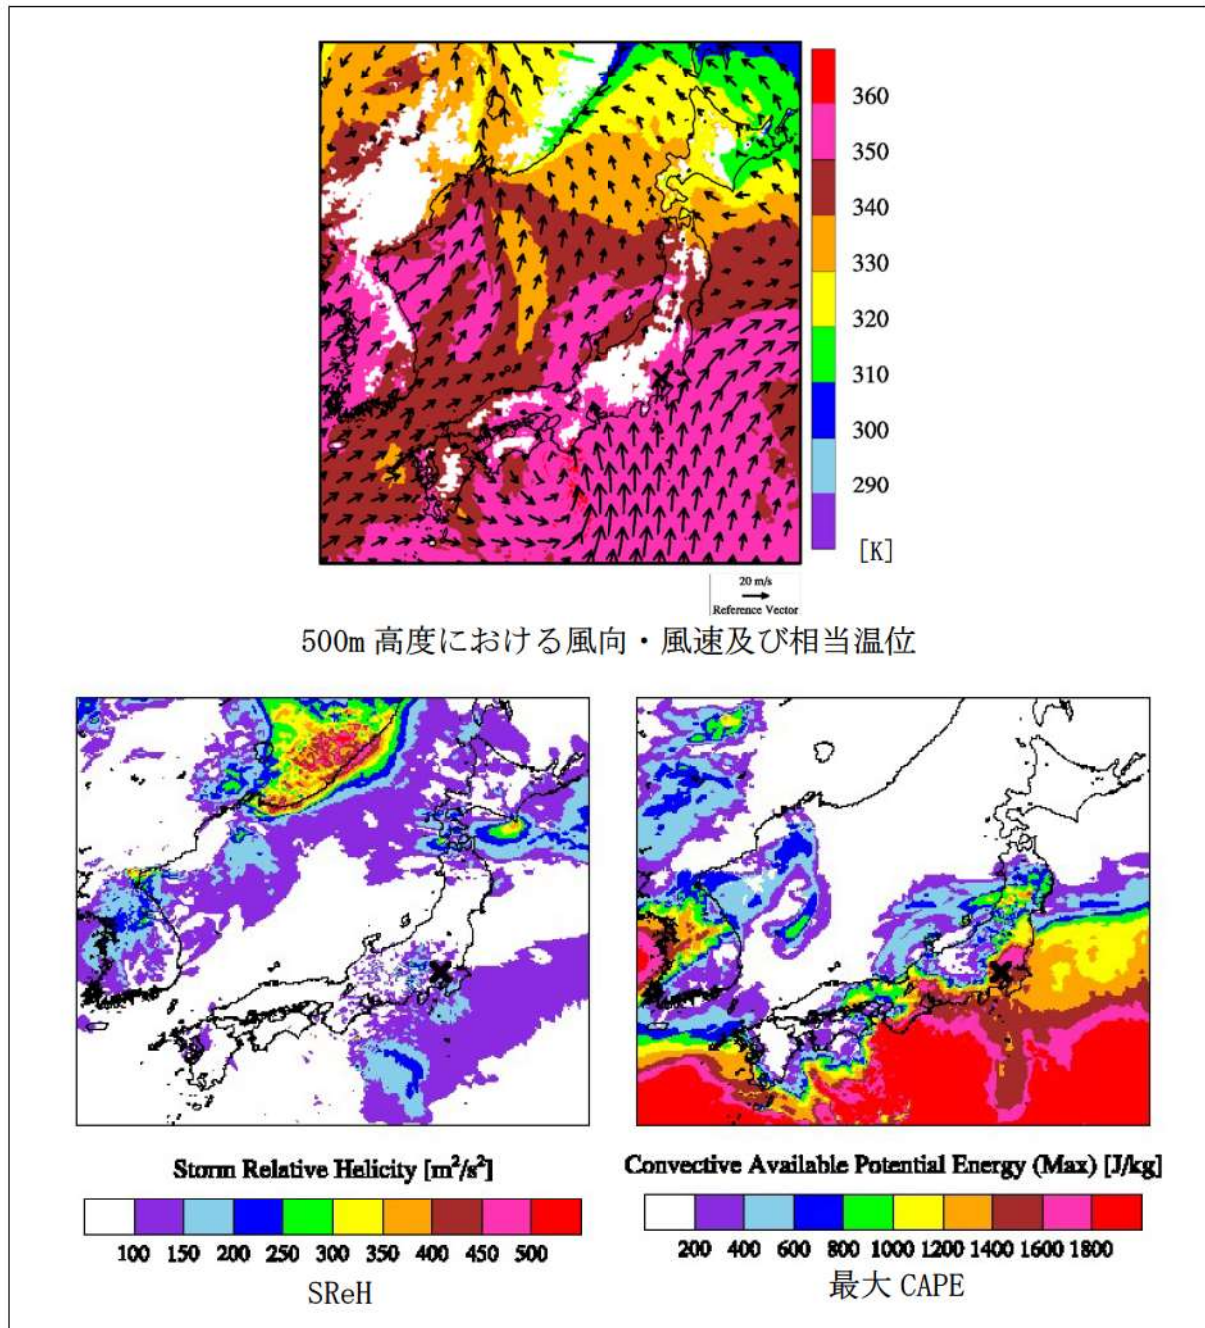 360
350
340
330
320
310
300
290
[K]
20 m/s
Reference Vector
500m 高度における風向・風速及び相当温位
Storm Relative Helicity [m²/s²]
100 150 200 250 300 350 400 450 500
SReH
Convective Available Potential Energy (Max) [J/kg]
200 400 600 800 1000 1200 1400 1600 1800
最大 CAPE